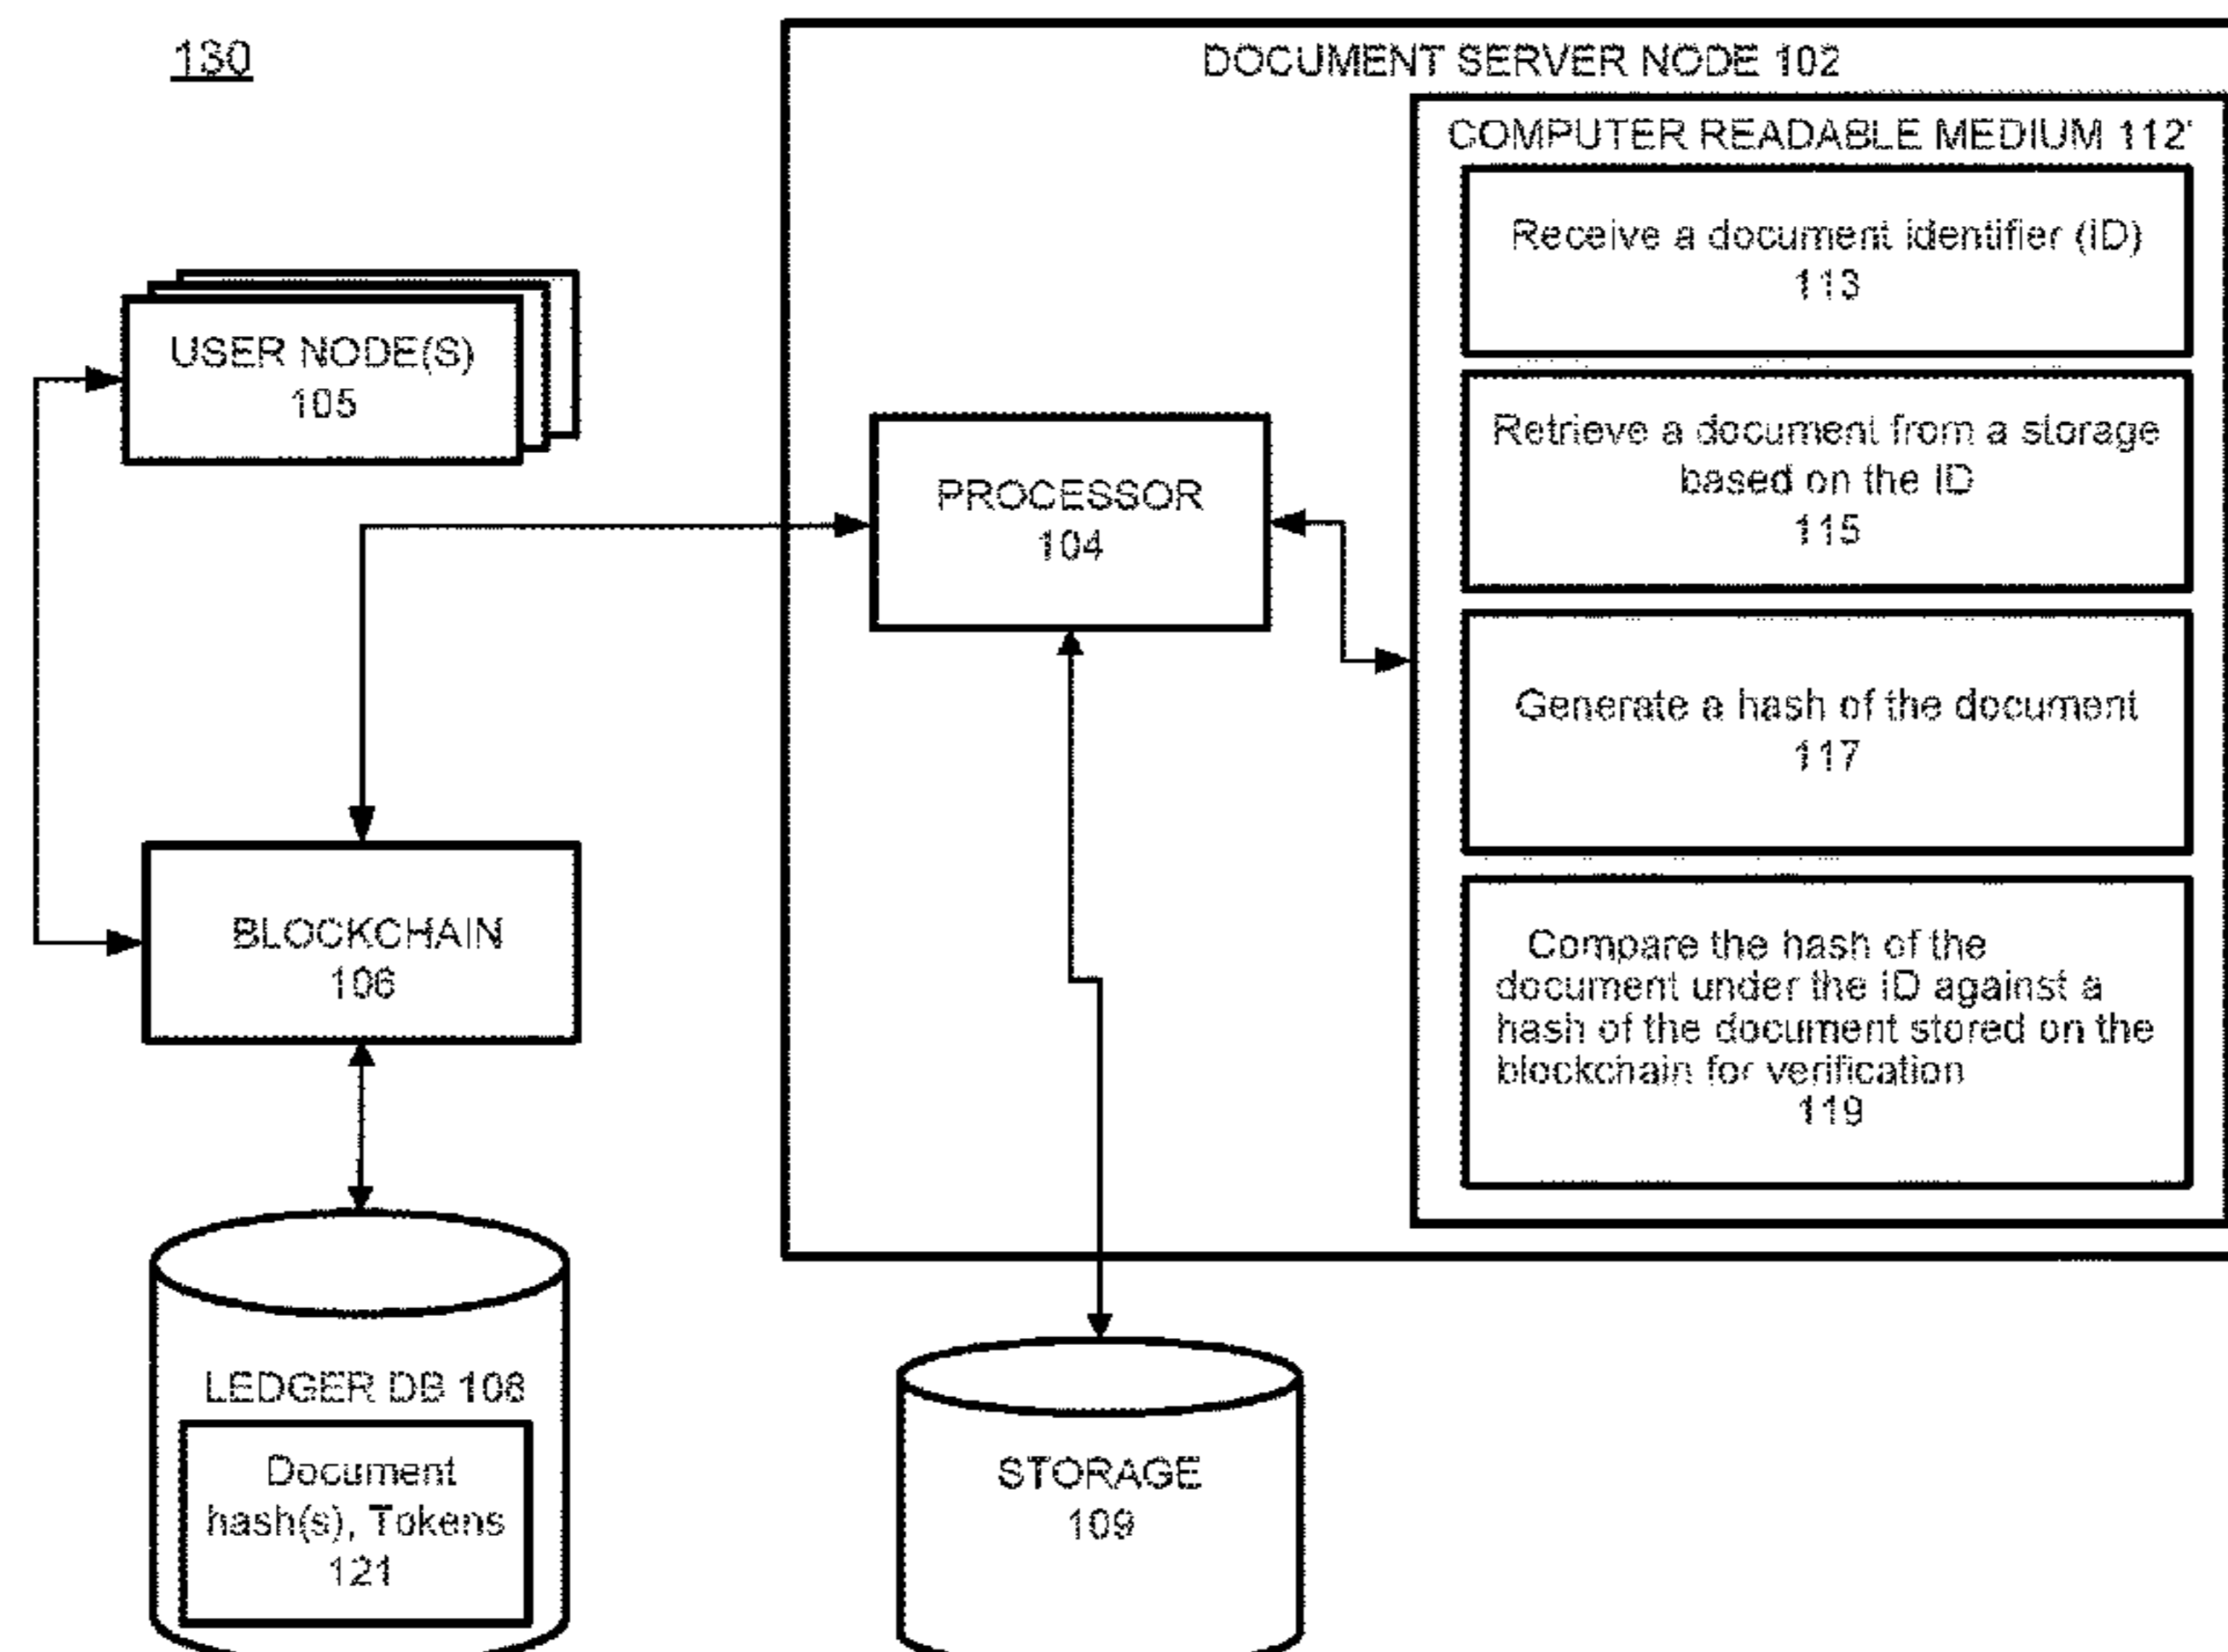 130
DOCUMENT SERVER NODE 102
COMPUTER READABLE MEDIUM 112'
Receive a document identifier (ID)
113
Retrieve a document from a storage
based on the ID
115
Generate a hash of the document
117
Compare the hash of the
document under the ID against a
hash of the document stored on the
blockchain for verification
119
USER NODE(S)
105
PROCESSOR
104
BLOCKCHAIN
106
LEDGER DB 108
Document
hash(s), Tokens
121
STORAGE
109